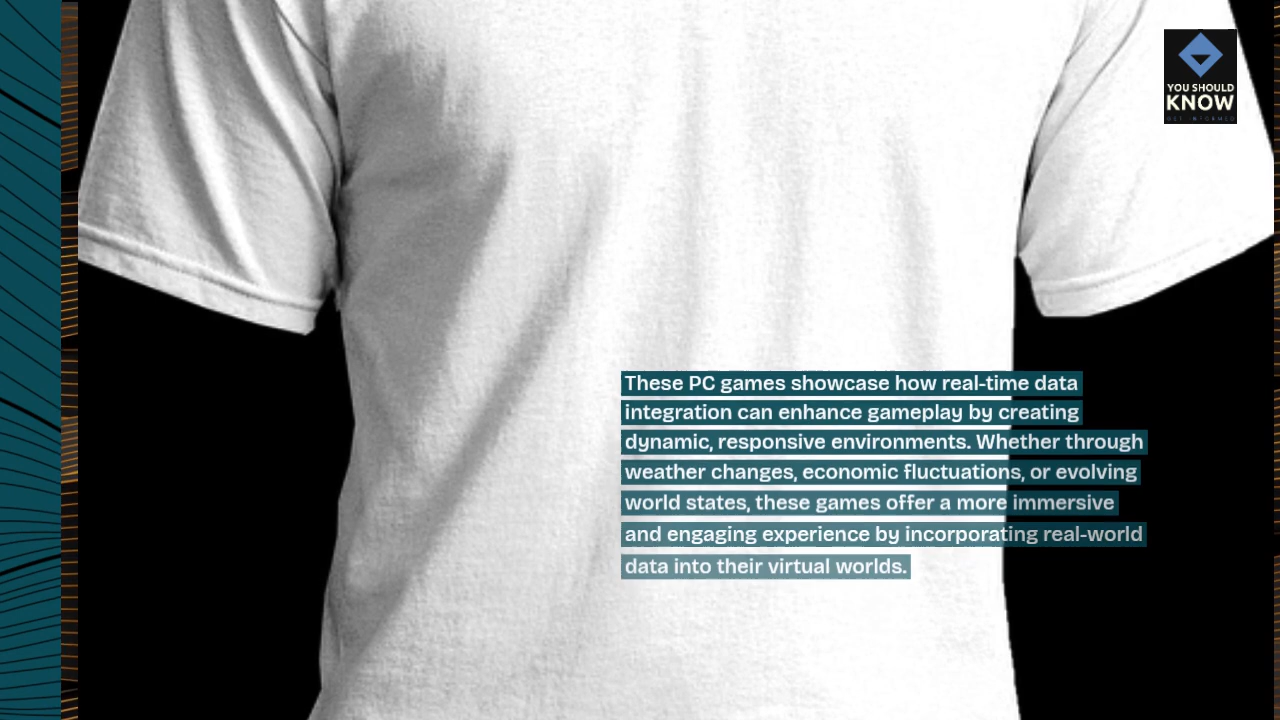 YOU SHOULD
KNOW
GET INFORMED
These PC games showcase how real-time data
integration can enhance gameplay by creating
dynamic, responsive environments. Whether through
weather changes, economic fluctuations, or evolving
world states, these games offer a more immersive
and engaging experience by incorporating real-world
data into their virtual worlds.